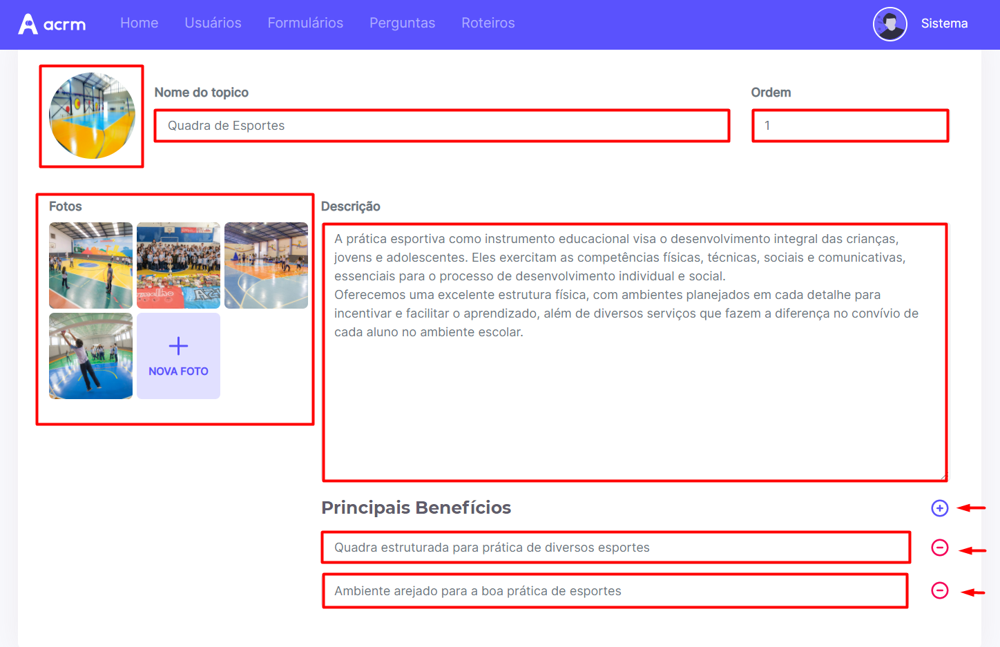 acrm
Home
Usuários
Formulários
Perguntas
Roteiros
Sistema
Nome do topico
Ordem
Quadra de Esportes
1
Fotos
Descrição
A prática esportiva como instrumento educacional visa o desenvolvimento integral das crianças,
jovens e adolescentes. Eles exercitam as competências físicas, técnicas, sociais e comunicativas,
essenciais para o processo de desenvolvimento individual e social.
Oferecemos uma excelente estrutura física, com ambientes planejados em cada detalhe para
incentivar e facilitar o aprendizado, além de diversos serviços que fazem a diferença no convívio de
cada aluno no ambiente escolar.
NOVA FOTO
Principais Benefícios
Quadra estruturada para prática de diversos esportes
Ambiente arejado para a boa prática de esportes